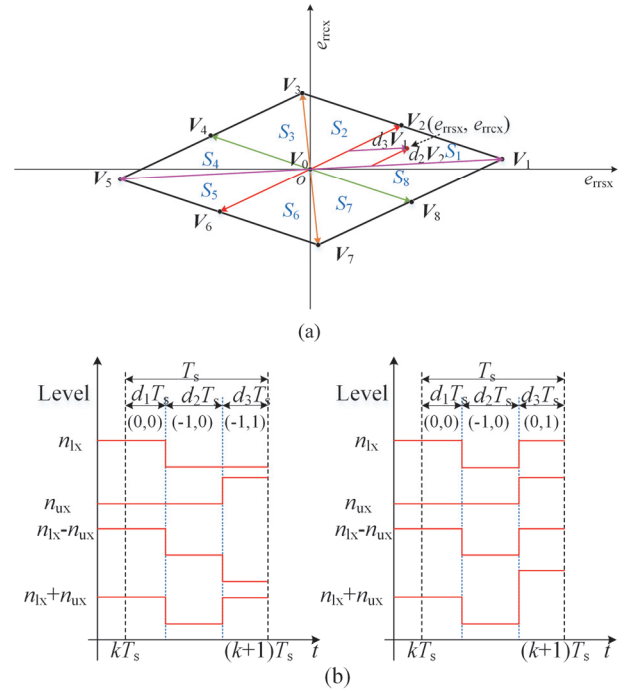 e_rrcx
V_3
V_2(e_rrsx, e_rrcx)
S_3
S_2
V_4
d_3V_1
S_4
V_0
d_2V_2
S_1
V_1
V_5
o
S_8
e_rrsx
S_5
V_6
S_6
S_7
V_8
V_7
(a)
T_s
T_s
Level
d_1T_s
d_2T_s
d_3T_s
Level
d_1T_s
d_2T_s
d_3T_s
(0,0)
(-1,0)
(-1,1)
(0,0)
(-1,0)
(0,1)
n_lx
n_lx
n_ux
n_ux
n_lx-n_ux
n_lx-n_ux
n_lx+n_ux
n_lx+n_ux
kT_s
(k+1)T_s
t
kT_s
(k+1)T_s
t
(b)